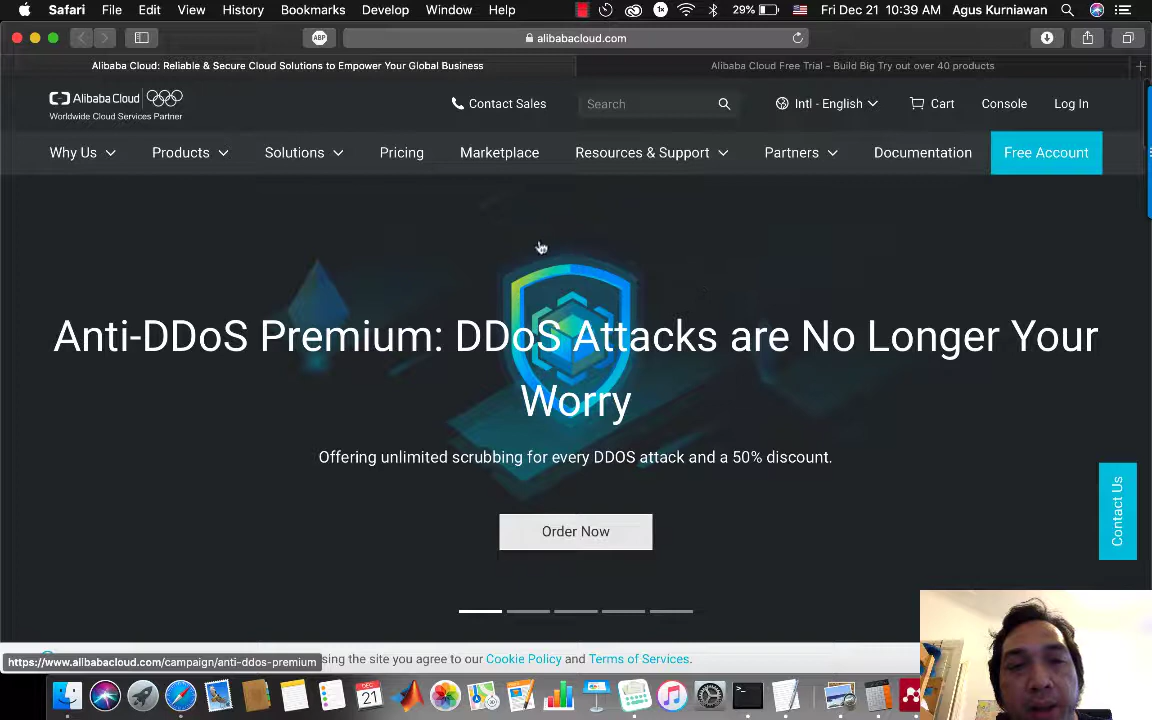 Safari File Edit View History Bookmarks Develop Window Help 1x 29% Fri Dec 21 10:39 AM Agus Kurniawan
ABP alibabacloud.com
Alibaba Cloud: Reliable & Secure Cloud Solutions to Empower Your Global Business Alibaba Cloud Free Trial - Build Big Try out over 40 products
Alibaba Cloud
Worldwide Cloud Services Partner
Contact Sales Search Intl - English Cart Console Log In
Why Us Products Solutions Pricing Marketplace Resources & Support Partners Documentation Free Account
Anti-DDoS Premium: DDoS Attacks are No Longer Your
Worry
Offering unlimited scrubbing for every DDOS attack and a 50% discount.
Order Now
Contact Us
sing the site you agree to our Cookie Policy and Terms of Services.
https://www.alibabacloud.com/campaign/anti-ddos-premium
DEC
21